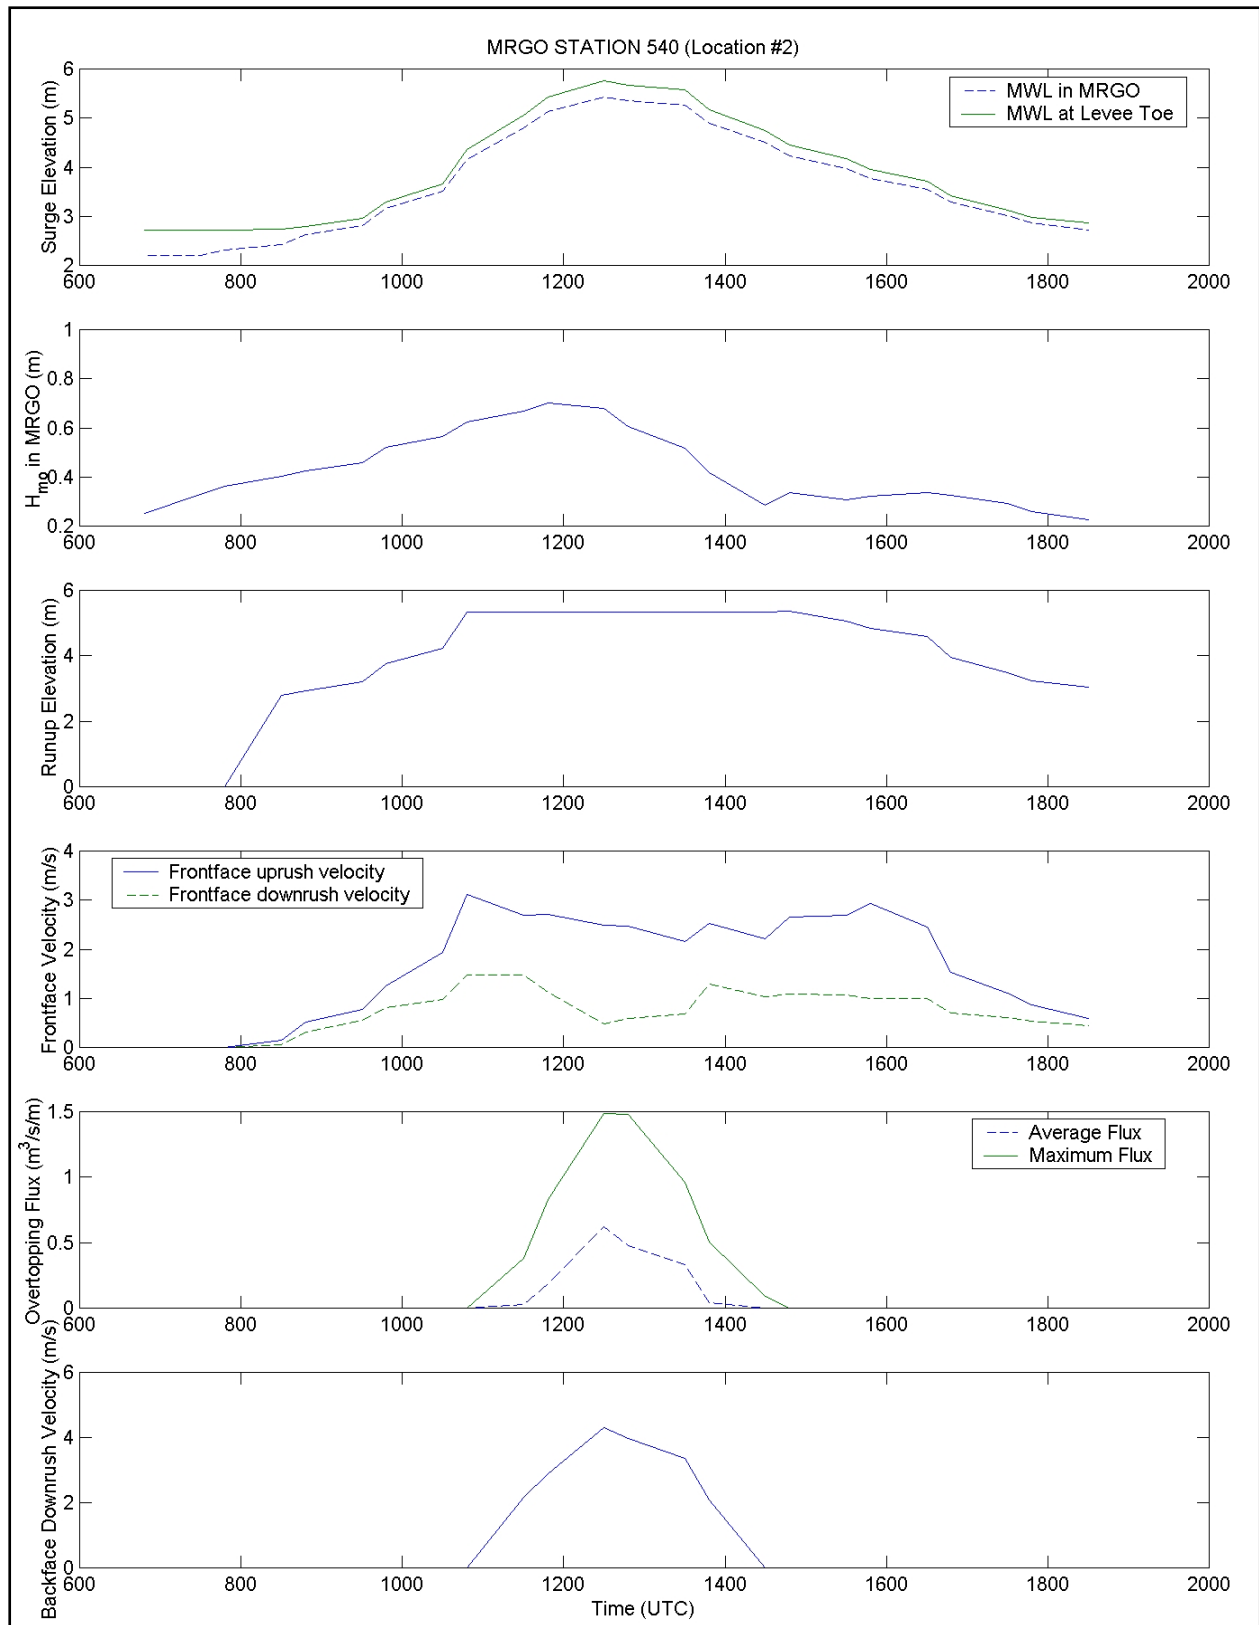 MRGO STATION 540 (Location #2)
Surge Elevation (m)
6
5
4
3
2
MWL in MRGO
MWL at Levee Toe
600 800 1000 1200 1400 1600 1800 2000
H_mo in MRGO (m)
1
0.8
0.6
0.4
0.2
600 800 1000 1200 1400 1600 1800 2000
Runup Elevation (m)
6
4
2
0
600 800 1000 1200 1400 1600 1800 2000
Frontface Velocity (m/s)
4
3
2
1
0
Frontface uprush velocity
Frontface downrush velocity
600 800 1000 1200 1400 1600 1800 2000
Overtopping Flux (m³/s/m)
1.5
1
0.5
0
Average Flux
Maximum Flux
600 800 1000 1200 1400 1600 1800 2000
Backface Downrush Velocity (m/s)
6
4
2
0
600 800 1000 1200 1400 1600 1800 2000
Time (UTC)